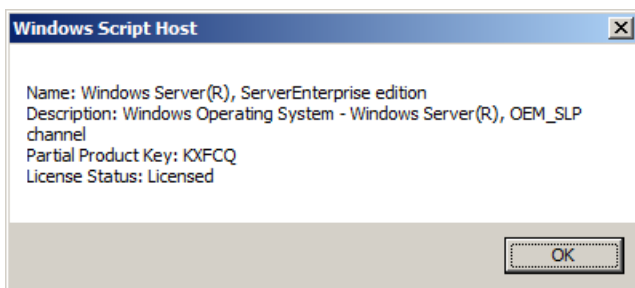 Windows Script Host
Name: Windows Server(R), ServerEnterprise edition
Description: Windows Operating System - Windows Server(R), OEM_SLP
channel
Partial Product Key: KXFCQ
License Status: Licensed
OK